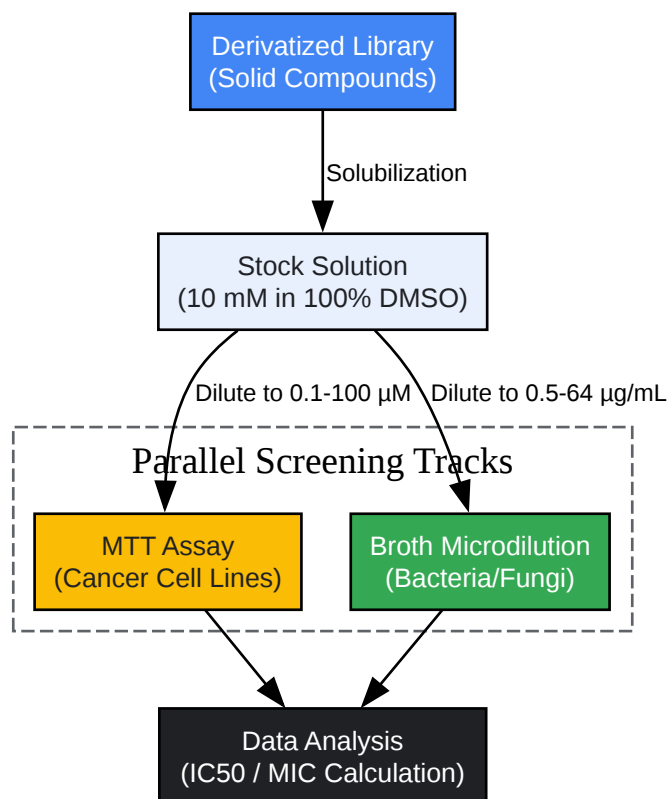 Derivatized Library
(Solid Compounds)
Solubilization
Stock Solution
(10 mM in 100% DMSO)
Dilute to 0.1-100 µM
Dilute to 0.5-64 µg/mL
Parallel Screening Tracks
MTT Assay
(Cancer Cell Lines)
Broth Microdilution
(Bacteria/Fungi)
Data Analysis
(IC50 / MIC Calculation)